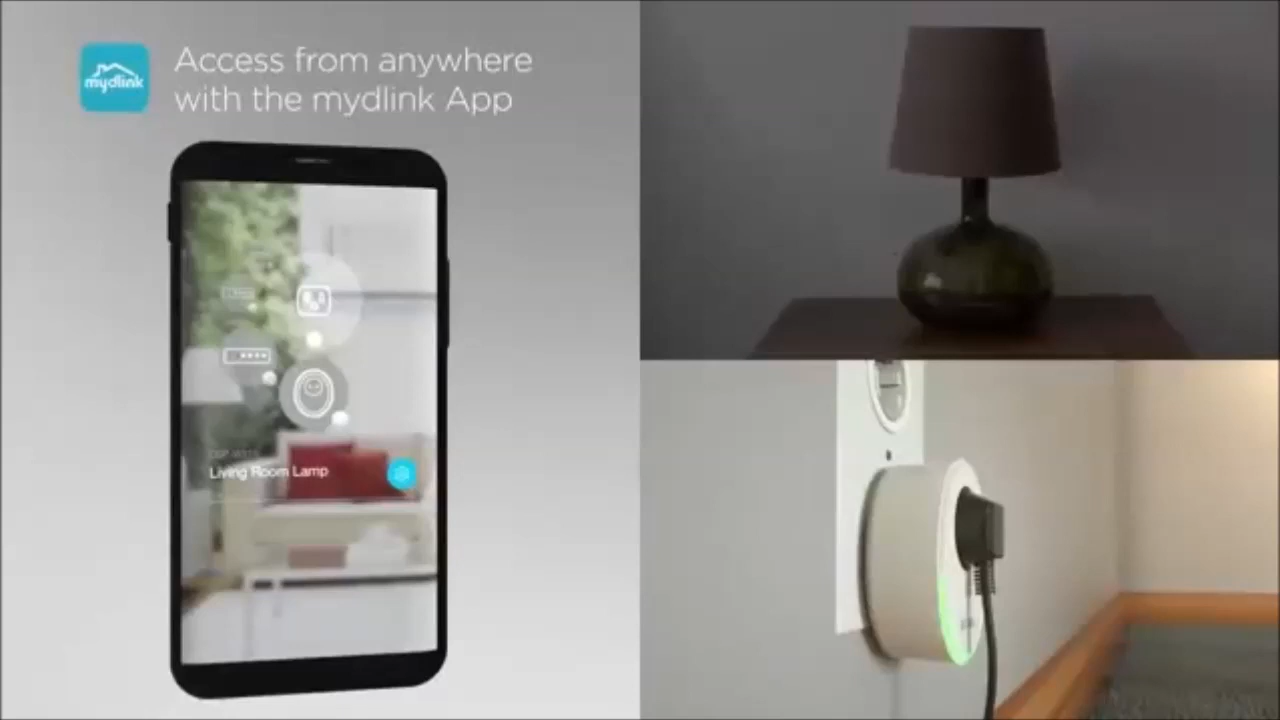 mydlink
Access from anywhere
with the mydlink App
Living Room Lamp